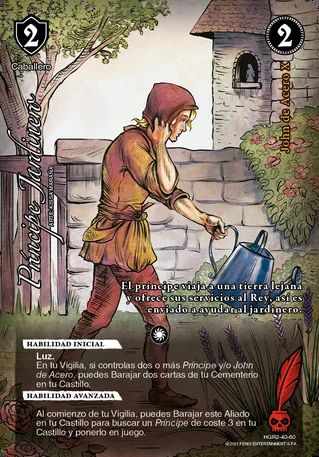 2
2
Caballero
John de Acero X
Príncipe Jardinero
El príncipe viaja a una tierra lejana
y ofrece sus servicios al Rey, así es
enviado a ayudar al jardinero.
HABILIDAD INICIAL
Luz.
En tu Vigilia, si controlas dos o más Príncipe y/o John
de Acero, puedes Barajar dos cartas de tu Cementerio
en tu Castillo.
HABILIDAD AVANZADA
Al comienzo de tu Vigilia, puedes Barajar este Aliado
en tu Castillo para buscar un Príncipe de coste 3 en tu
Castillo y ponerlo en juego.
HGR2-40-60
© 2021 FENIX ENTERTAINMENT S.P.A.